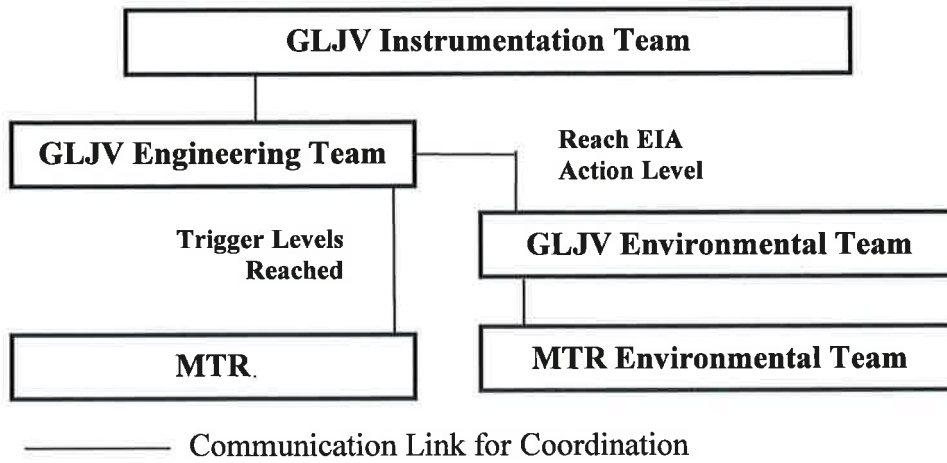 GLJV Instrumentation Team
GLJV Engineering Team
Reach EIA
Action Level
Trigger Levels
Reached
GLJV Environmental Team
MTR.
MTR Environmental Team
Communication Link for Coordination